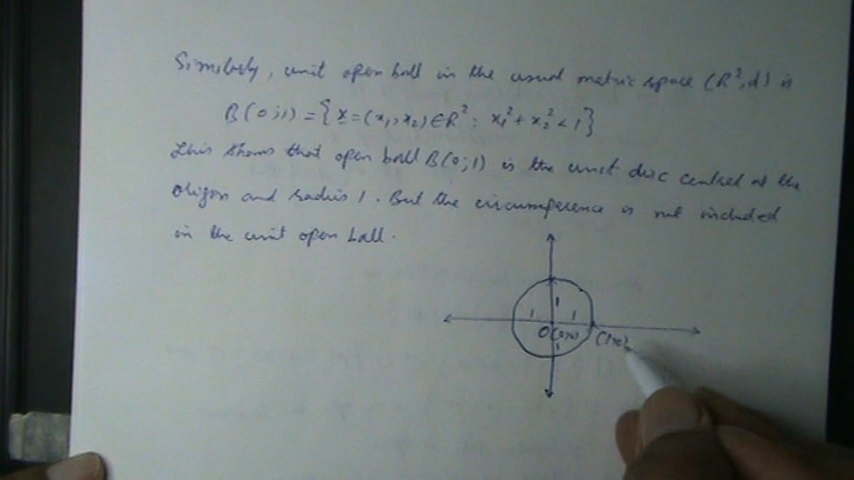 Similarly, unit open ball in the usual metric space (R², d) is
B(0;1) = {x = (x₁, x₂) ∈ R² : x₁² + x₂² < 1}
This shows that open ball B(0;1) is the unit disc centred at the
origin and radius 1. But the circumference is not included
in the unit open ball.
1
1 1
O(0,0) (1,0)
1